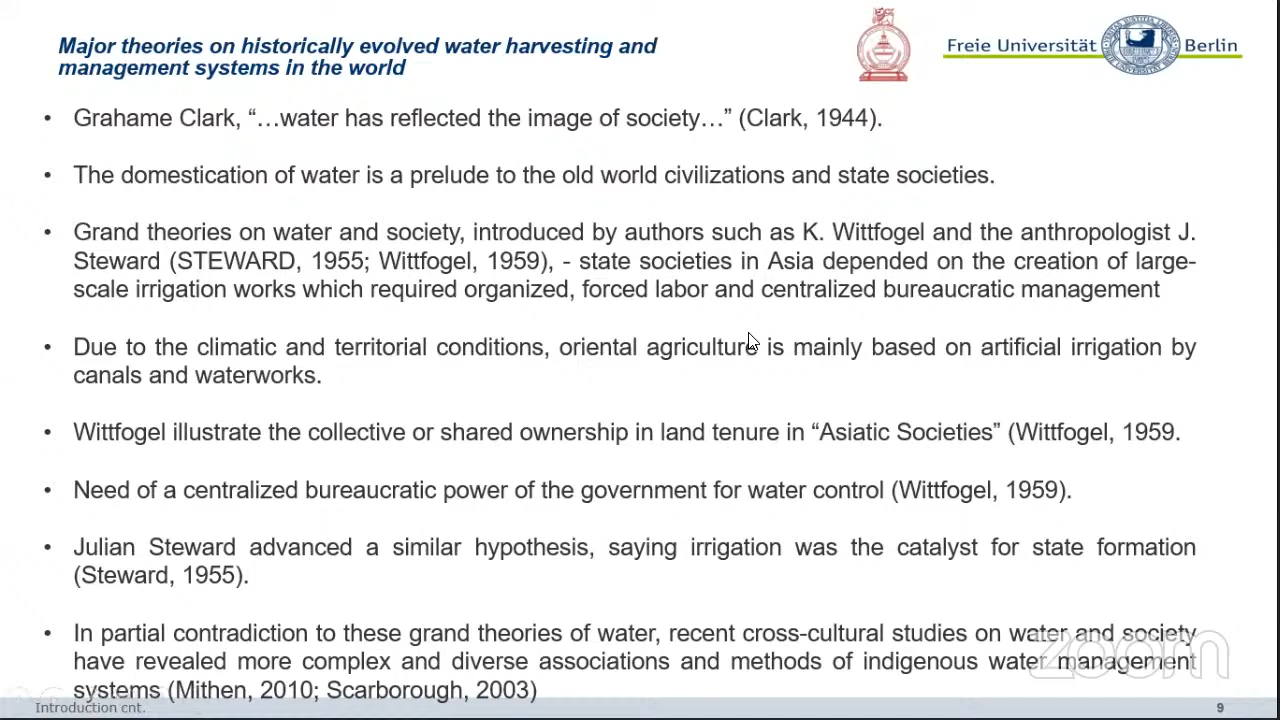 Major theories on historically evolved water harvesting and
management systems in the world
Freie Universität Berlin
• Grahame Clark, “…water has reflected the image of society…” (Clark, 1944).
• The domestication of water is a prelude to the old world civilizations and state societies.
• Grand theories on water and society, introduced by authors such as K. Wittfogel and the anthropologist J.
Steward (STEWARD, 1955; Wittfogel, 1959), - state societies in Asia depended on the creation of large-
scale irrigation works which required organized, forced labor and centralized bureaucratic management
• Due to the climatic and territorial conditions, oriental agriculture is mainly based on artificial irrigation by
canals and waterworks.
• Wittfogel illustrate the collective or shared ownership in land tenure in “Asiatic Societies” (Wittfogel, 1959.
• Need of a centralized bureaucratic power of the government for water control (Wittfogel, 1959).
• Julian Steward advanced a similar hypothesis, saying irrigation was the catalyst for state formation
(Steward, 1955).
• In partial contradiction to these grand theories of water, recent cross-cultural studies on water and society
have revealed more complex and diverse associations and methods of indigenous water management
systems (Mithen, 2010; Scarborough, 2003)
zoom
Introduction cnt.
9